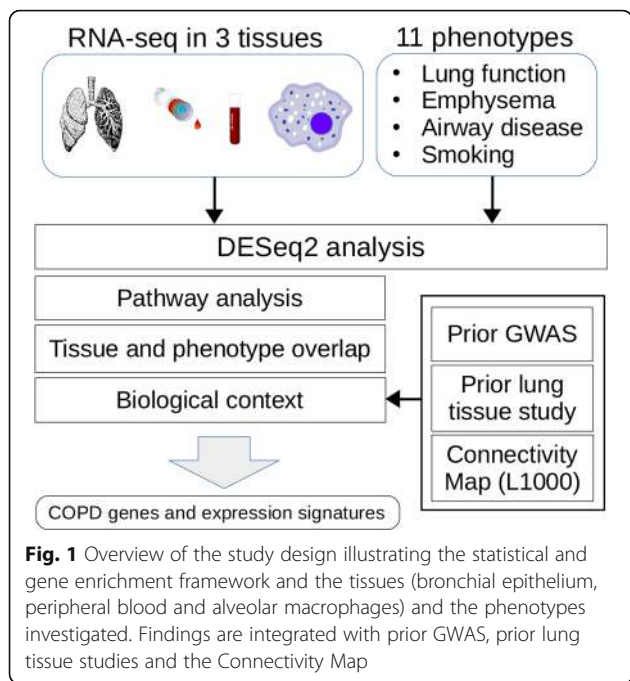 RNA-seq in 3 tissues
11 phenotypes
• Lung function
• Emphysema
• Airway disease
• Smoking
DESeq2 analysis
Pathway analysis
Tissue and phenotype overlap
Biological context
Prior GWAS
Prior lung
tissue study
Connectivity
Map (L1000)
COPD genes and expression signatures
Fig. 1 Overview of the study design illustrating the statistical and
gene enrichment framework and the tissues (bronchial epithelium,
peripheral blood and alveolar macrophages) and the phenotypes
investigated. Findings are integrated with prior GWAS, prior lung
tissue studies and the Connectivity Map